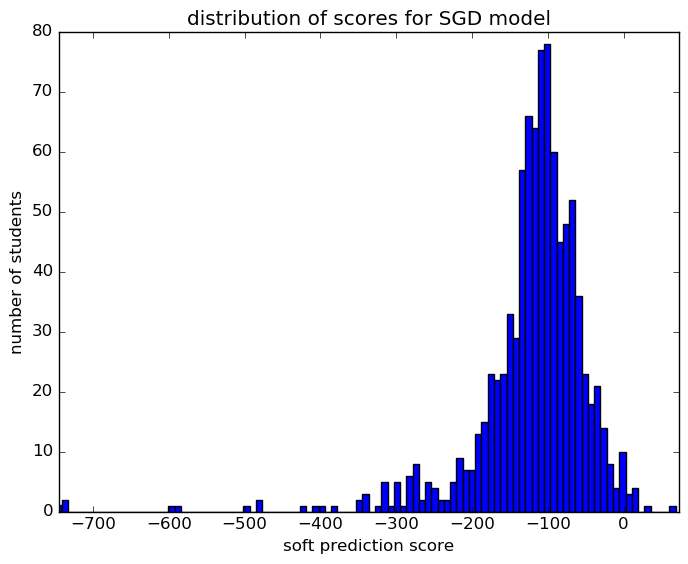 distribution of scores for SGD model
80
70
60
50
40
30
20
10
0
number of students
−700 −600 −500 −400 −300 −200 −100 0
soft prediction score